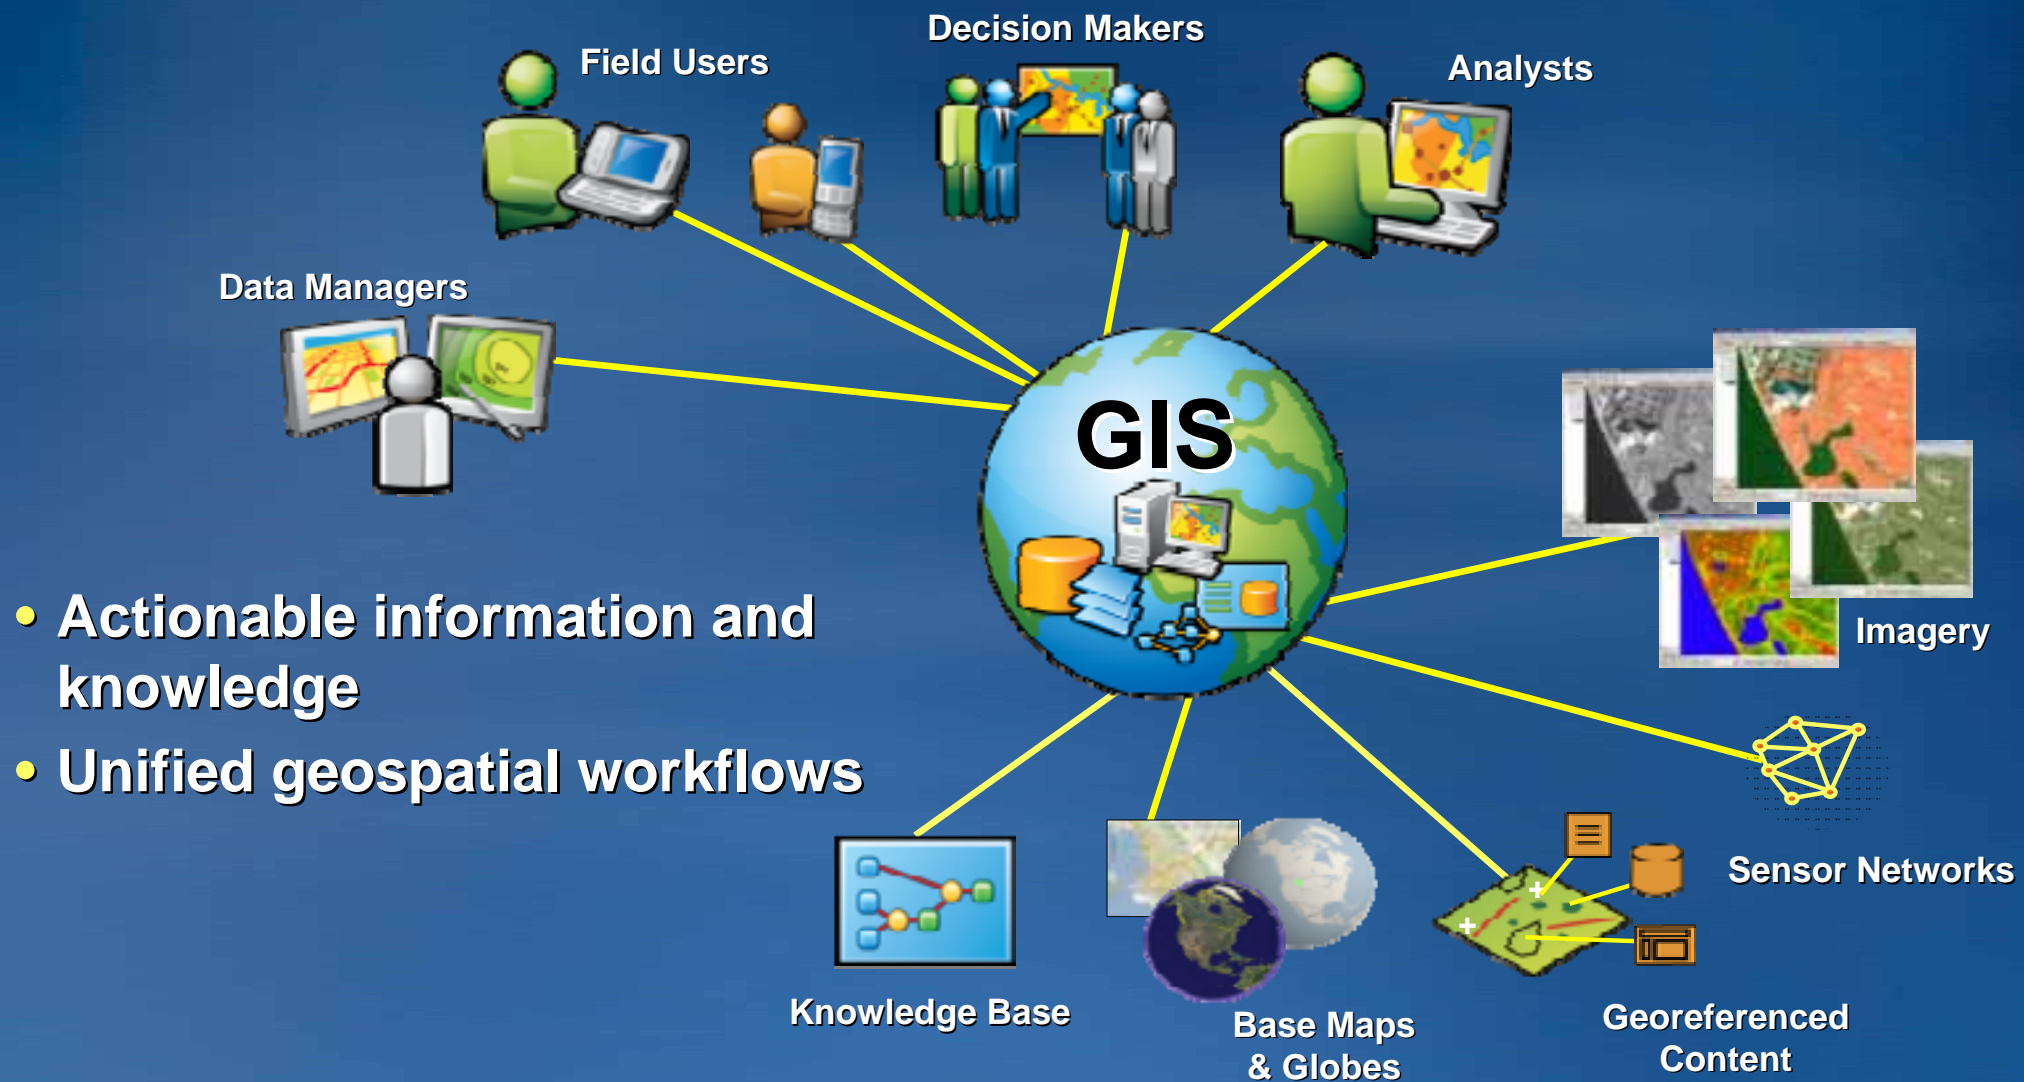 Decision Makers
Field Users
Analysts
Data Managers
GIS
• Actionable information and
knowledge
• Unified geospatial workflows
Imagery
Sensor Networks
Knowledge Base
Base Maps
& Globes
Georeferenced
Content